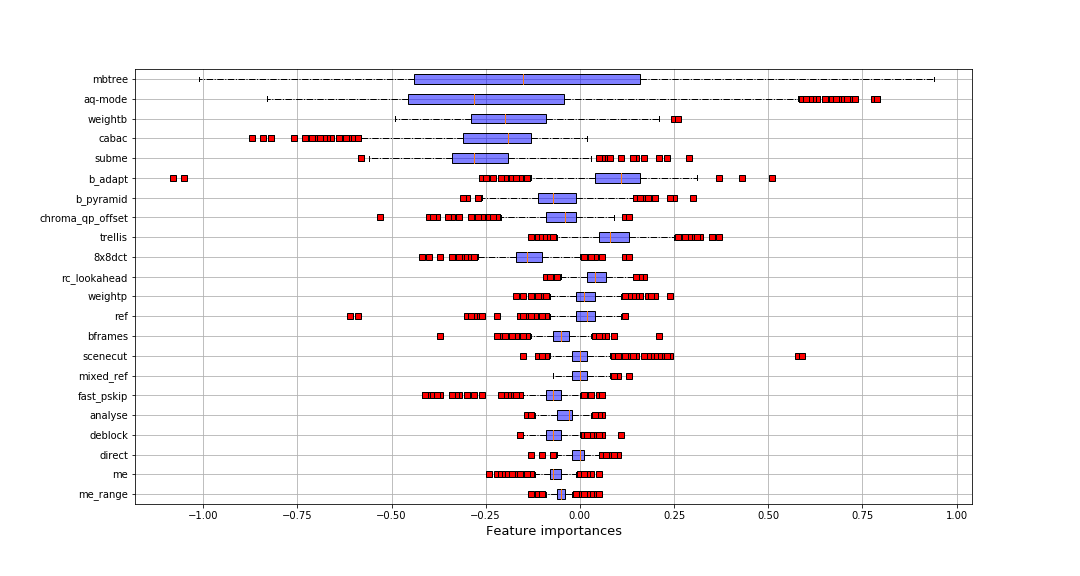 mbtree
aq-mode
weightb
cabac
subme
b_adapt
b_pyramid
chroma_qp_offset
trellis
8x8dct
rc_lookahead
weightp
ref
bframes
scenecut
mixed_ref
fast_pskip
analyse
deblock
direct
me
me_range
−1.00 −0.75 −0.50 −0.25 0.00 0.25 0.50 0.75 1.00
Feature importances